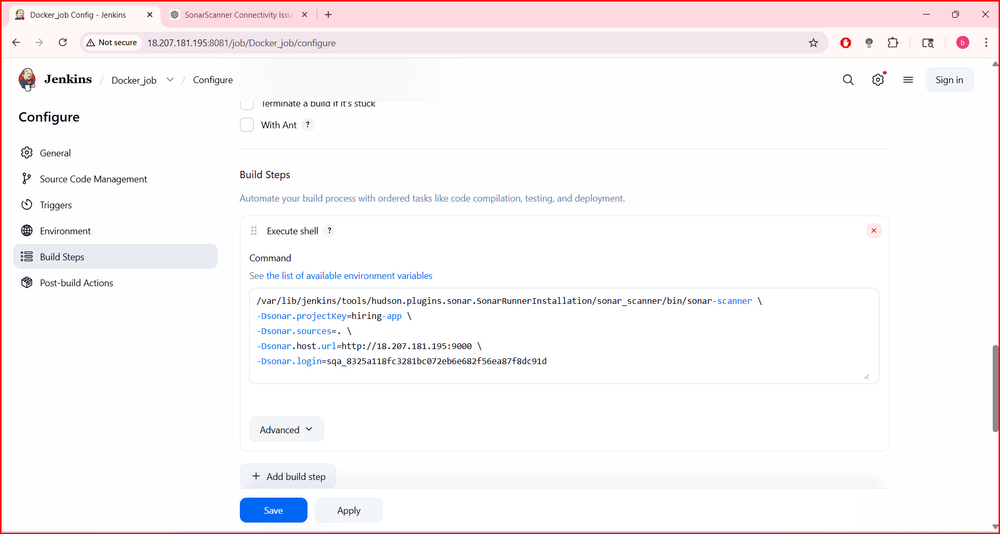 Docker_job Config - Jenkins
SonarScanner Connectivity Issu
Not secure
18.207.181.195:8081/job/Docker_job/configure
b
Jenkins / Docker_job / Configure
Sign in
Configure
General
Source Code Management
Triggers
Environment
Build Steps
Post-build Actions
Terminate a build if it's stuck
With Ant ?
Build Steps
Automate your build process with ordered tasks like code compilation, testing, and deployment.
Execute shell ?
Command
See the list of available environment variables
/var/lib/jenkins/tools/hudson.plugins.sonar.SonarRunnerInstallation/sonar_scanner/bin/sonar-scanner \
-Dsonar.projectKey=hiring-app \
-Dsonar.sources=. \
-Dsonar.host.url=http://18.207.181.195:9000 \
-Dsonar.login=sqa_8325a118fc3281bc072eb6e682f56ea87f8dc91d
Advanced
+ Add build step
Save
Apply